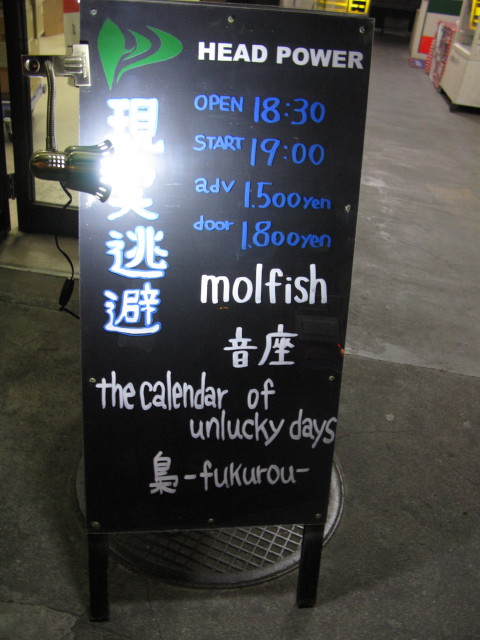 HEAD POWER
OPEN 18:30
START 19:00
adv 1.500yen
door 1.800yen
現実逃避
molfish
音座
the calendar of
unlucky days
梟-fukurou-